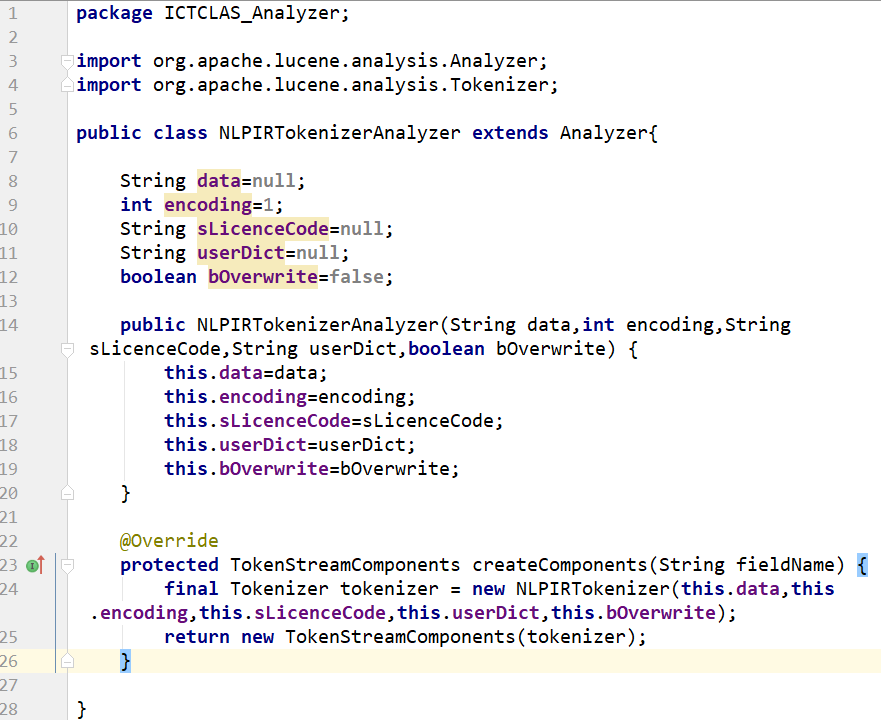 1 package ICTCLAS_Analyzer;
2
3 import org.apache.lucene.analysis.Analyzer;
4 import org.apache.lucene.analysis.Tokenizer;
5
6 public class NLPIRTokenizerAnalyzer extends Analyzer{
7
8 String data=null;
9 int encoding=1;
10 String sLicenceCode=null;
11 String userDict=null;
12 boolean bOverwrite=false;
13
14 public NLPIRTokenizerAnalyzer(String data,int encoding,String
sLicenceCode,String userDict,boolean bOverwrite) {
15 this.data=data;
16 this.encoding=encoding;
17 this.sLicenceCode=sLicenceCode;
18 this.userDict=userDict;
19 this.bOverwrite=bOverwrite;
20 }
21
22 @Override
23 protected TokenStreamComponents createComponents(String fieldName) {
24 final Tokenizer tokenizer = new NLPIRTokenizer(this.data,this
.encoding,this.sLicenceCode,this.userDict,this.bOverwrite);
25 return new TokenStreamComponents(tokenizer);
26 }
27
28 }